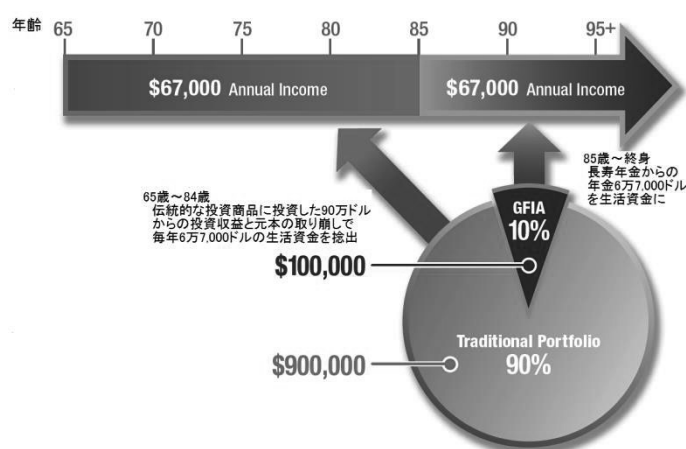 年齢 65 70 75 80 85 90 95+
$67,000 Annual Income
$67,000 Annual Income
65歳～84歳
伝統的な投資商品に投資した90万ドル
からの投資収益と元本の取り崩しで
毎年6万7,000ドルの生活資金を捻出
85歳～終身
長寿年金からの
年金6万7,000ドル
を生活資金に
GFIA
10%
$100,000
Traditional Portfolio
90%
$900,000